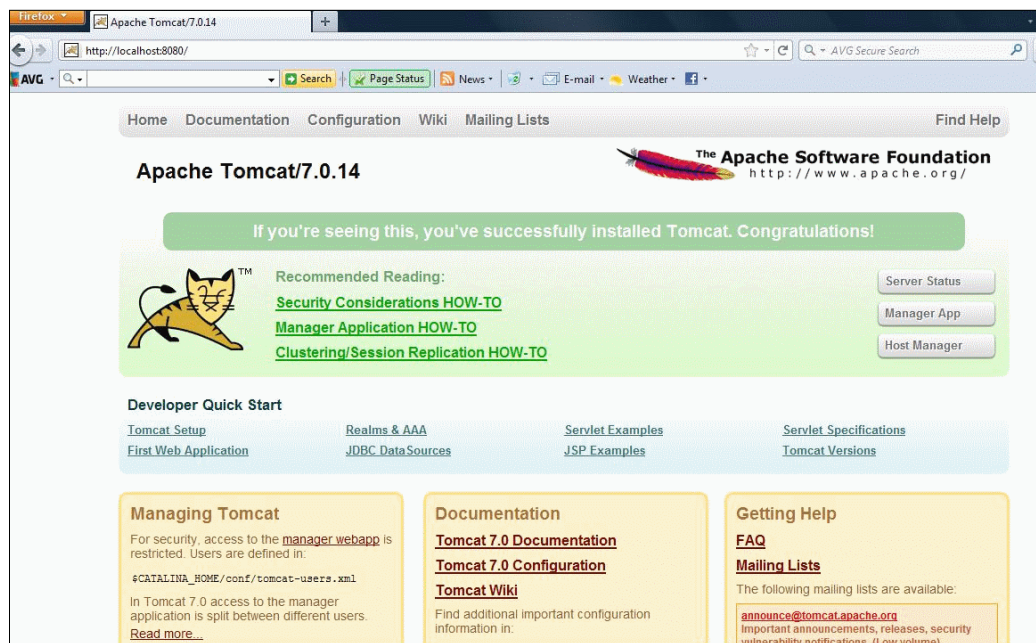 Firefox
Apache Tomcat/7.0.14
http://localhost:8080/
AVG Secure Search
AVG Search Page Status News E-mail Weather
Home Documentation Configuration Wiki Mailing Lists Find Help
Apache Tomcat/7.0.14
The Apache Software Foundation
http://www.apache.org/
If you're seeing this, you've successfully installed Tomcat. Congratulations!
TM
Recommended Reading:
Security Considerations HOW-TO
Manager Application HOW-TO
Clustering/Session Replication HOW-TO
Server Status
Manager App
Host Manager
Developer Quick Start
Tomcat Setup Realms & AAA Servlet Examples Servlet Specifications
First Web Application JDBC DataSources JSP Examples Tomcat Versions
Managing Tomcat
For security, access to the manager webapp is
restricted. Users are defined in:
$CATALINA_HOME/conf/tomcat-users.xml
In Tomcat 7.0 access to the manager
application is split between different users.
Read more...
Documentation
Tomcat 7.0 Documentation
Tomcat 7.0 Configuration
Tomcat Wiki
Find additional important configuration
information in:
Getting Help
FAQ
Mailing Lists
The following mailing lists are available:
announce@tomcat.apache.org
Important announcements, releases, security
vulnerability notifications. (Low volume)